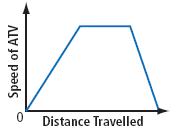 Speed of ATV
0
Distance Travelled